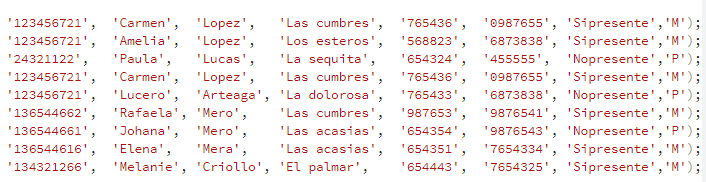 '123456721', 'Carmen', 'Lopez', 'Las cumbres', '765436', '0987655', 'Sipresente','M');
'123456721', 'Amelia', 'Lopez', 'Los esteros', '568823', '6873838', 'Sipresente','M');
'24321122', 'Paula', 'Lucas', 'La sequita', '654324', '455555', 'Nopresente','P');
'123456721', 'Carmen', 'Lopez', 'Las cumbres', '765436', '0987655', 'Sipresente','M');
'123456721', 'Lucero', 'Arteaga', 'La dolorosa', '765433', '6873838', 'Nopresente','P');
'136544662', 'Rafaela', 'Mero', 'Las cumbres', '987653', '9876541', 'Sipresente','M');
'136544661', 'Johana', 'Mero', 'Las acasias', '654354', '9876543', 'Nopresente','P');
'136544616', 'Elena', 'Mera', 'Las acasias', '654351', '7654334', 'Sipresente','M');
'134321266', 'Melanie', 'Criollo', 'El palmar', '654443', '7654325', 'Sipresente','M');